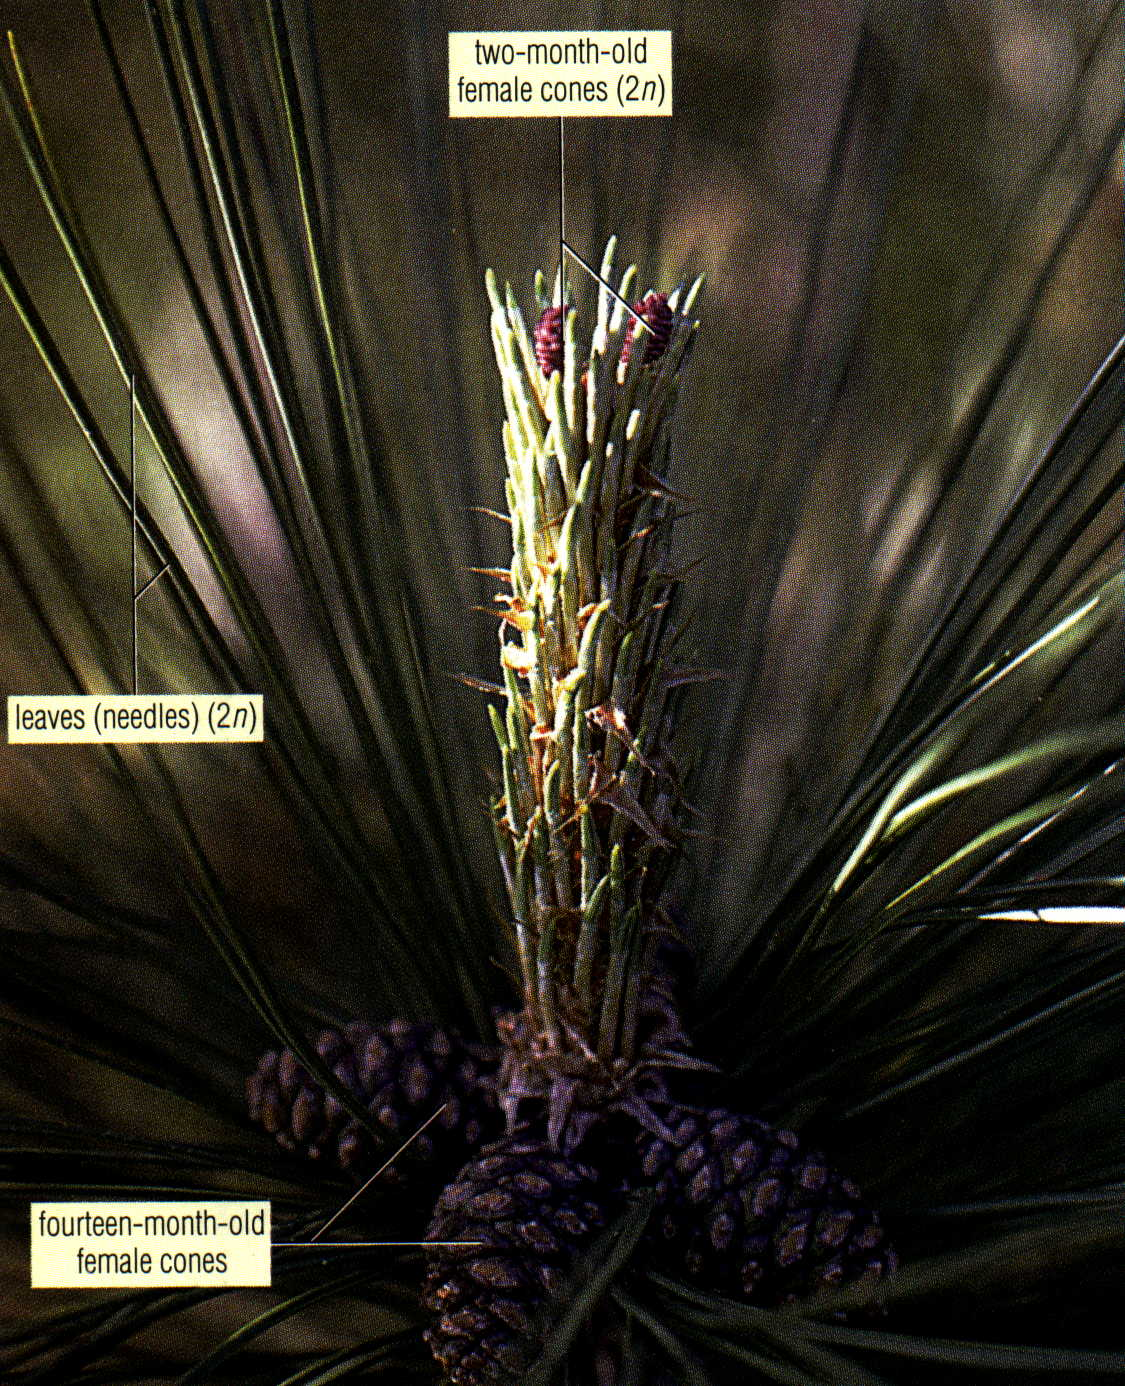 two-month-old
female cones (2n)
leaves (needles) (2n)
fourteen-month-old
female cones